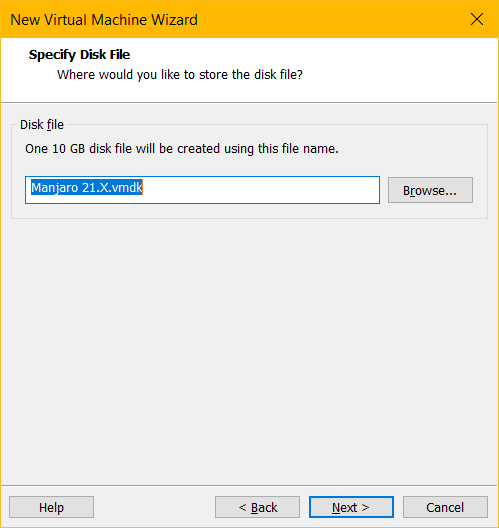 New Virtual Machine Wizard
Specify Disk File
Where would you like to store the disk file?
Disk file
One 10 GB disk file will be created using this file name.
Manjaro 21.X.vmdk
Browse...
Help
< Back
Next >
Cancel